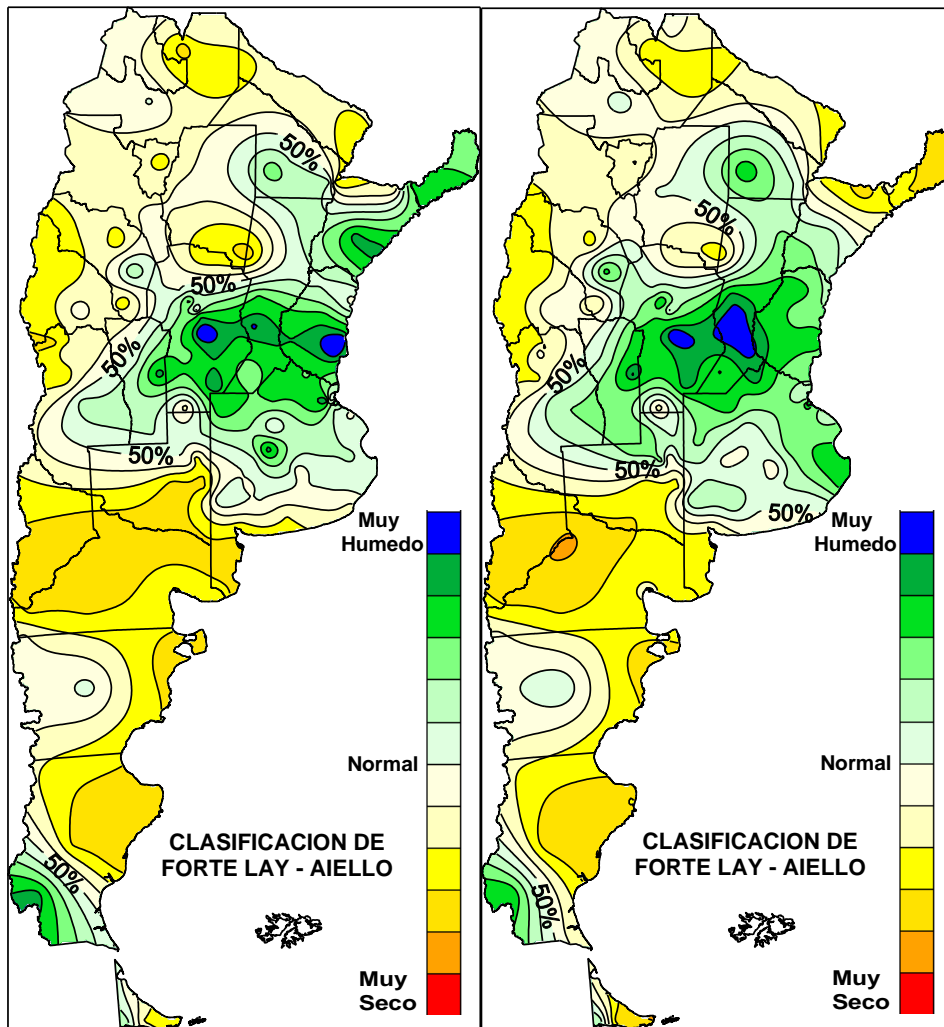 50%
50%
50%
50%
Muy
Humedo
Normal
CLASIFICACION DE
FORTE LAY - AIELLO
50%
Muy
Seco
50%
50%
50%
50%
Muy
Humedo
Normal
CLASIFICACION DE
FORTE LAY - AIELLO
50%
Muy
Seco